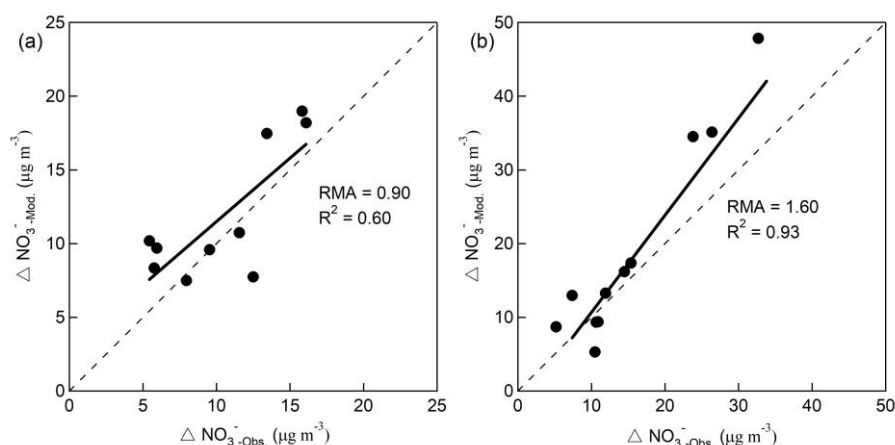 (a)
25
20
15
10
5
0
0 5 10 15 20 25
△ NO₃⁻-Mod. (μg m⁻³)
△ NO₃⁻-Obs. (μg m⁻³)
RMA = 0.90
R² = 0.60
(b)
50
40
30
20
10
0
0 10 20 30 40 50
△ NO₃⁻-Mod. (μg m⁻³)
△ NO₃⁻-Obs. (μg m⁻³)
RMA = 1.60
R² = 0.93